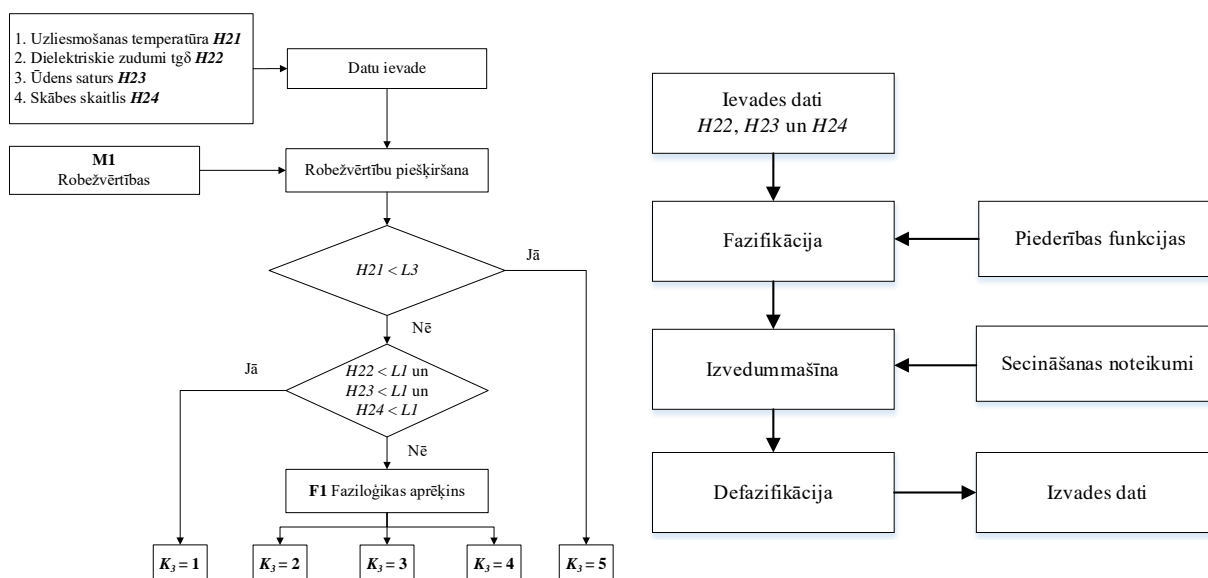 1. Uzliesmošanas temperatūra H21
2. Dielektriskie zudumi tgδ H22
3. Ūdens saturs H23
4. Skābes skaitlis H24
Datu ievade
M1
Robežvērtības
Robežvērtību piešķiršana
H21 < L3
Jā
Nē
Jā
H22 < L1 un
H23 < L1 un
H24 < L1
Nē
F1 Faziloģikas aprēķins
K3 = 1
K3 = 2
K3 = 3
K3 = 4
K3 = 5
Ievades dati
H22, H23 un H24
Fazifikācija
Piederības funkcijas
Izvedummašīna
Secināšanas noteikumi
Defazifikācija
Izvades dati